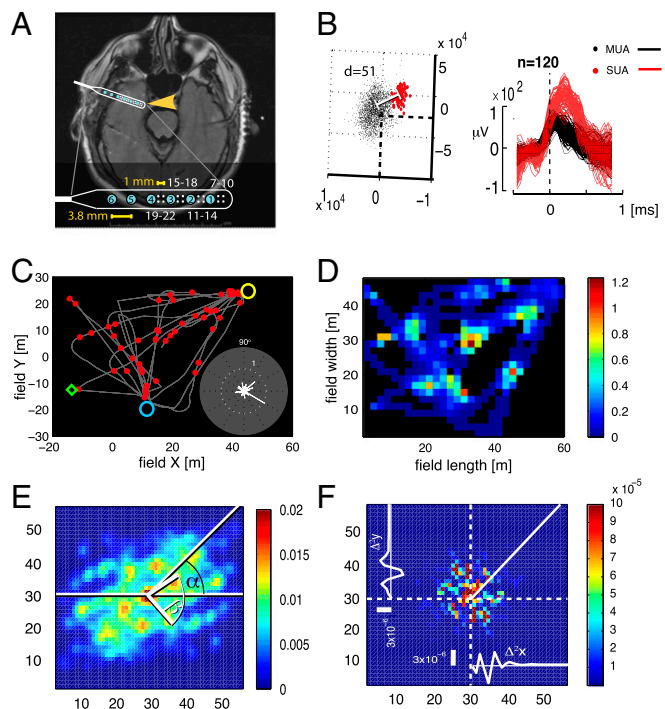 A
1 mm 15-18 7-10
6 5 4 3 2 1
3.8 mm 19-22 11-14
B
x 10⁴
5
0
-5
d=51
1 0 -1
x 10⁴
n=120
MUA
SUA
x 10²
1
μV
0
-1
0 1 [ms]
C
30
20
10
0
-10
-20
-30
field Y [m]
-20 0 20 40 60
field X [m]
90°
1
D
40
30
20
10
field width [m]
20 40 60
field length [m]
1.2
1
0.8
0.6
0.4
0.2
0
E
50
40
30
20
10
10 20 30 40 50
α
β
0.02
0.015
0.01
0.005
0
F
50
40
30
20
10
10 20 30 40 50
Δ²y
3x10⁻⁶
3x10⁻⁶
Δ²x
x 10⁻⁵
10
9
8
7
6
5
4
3
2
1